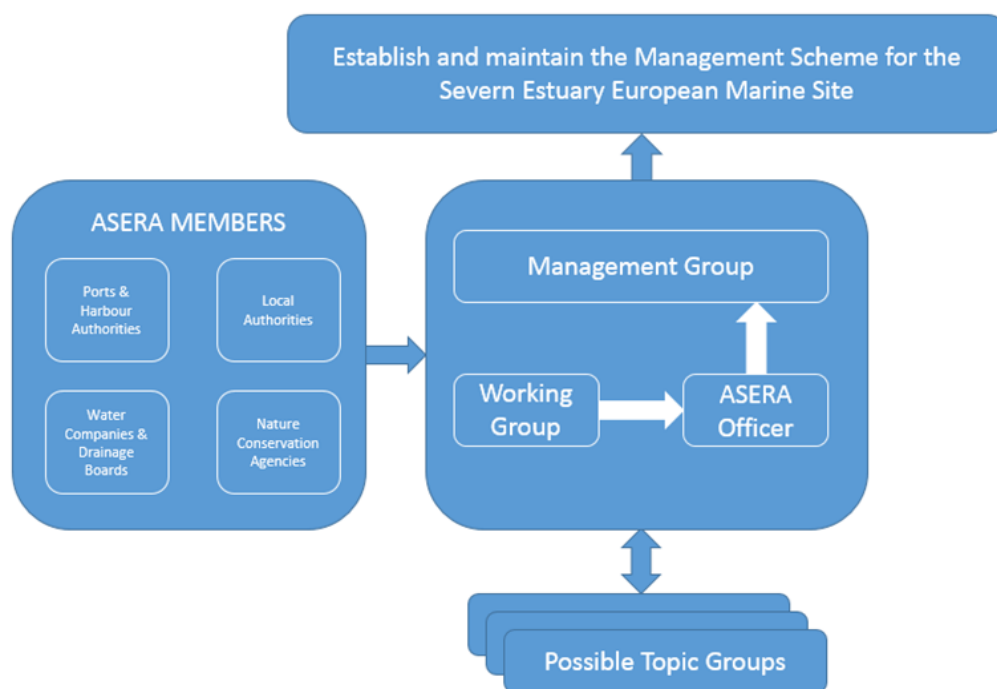 Establish and maintain the Management Scheme for the
Severn Estuary European Marine Site
ASERA MEMBERS
Ports &
Harbour
Authorities
Local
Authorities
Water
Companies &
Drainage
Boards
Nature
Conservation
Agencies
Management Group
Working
Group
ASERA
Officer
Possible Topic Groups